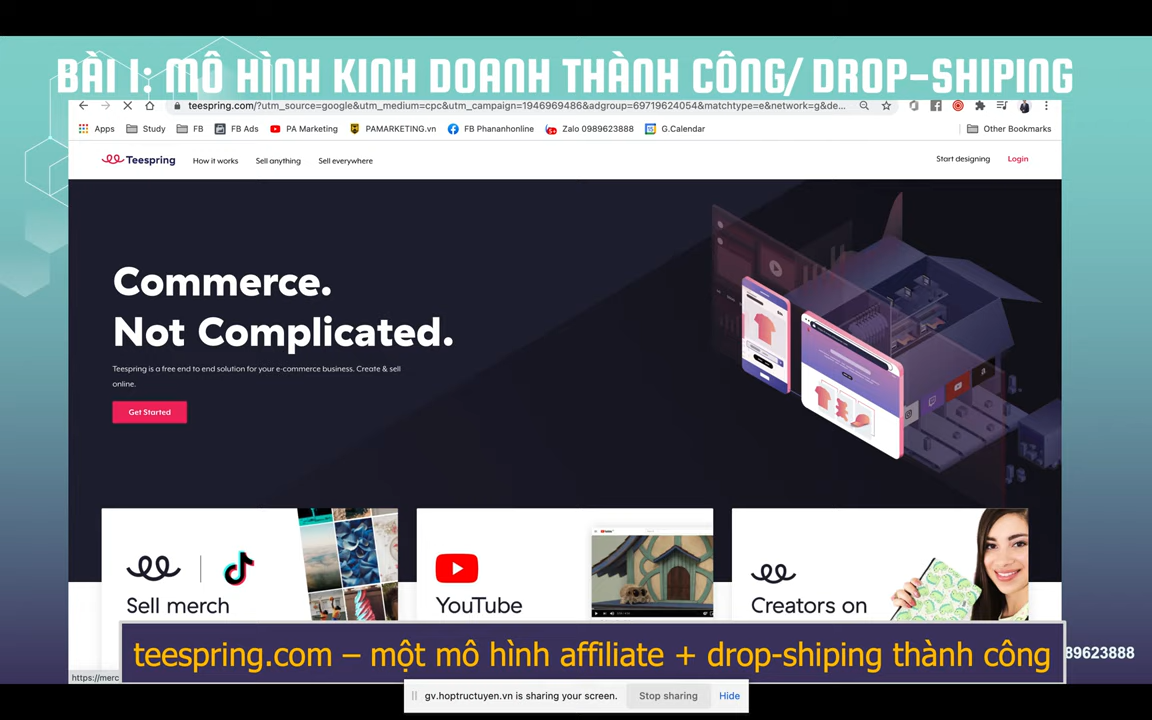 BÀI 1: MÔ HÌNH KINH DOANH THÀNH CÔNG/ DROP-SHIPING
teespring.com/?utm_source=google&utm_medium=cpc&utm_campaign=1946969486&adgroup=69719624054&matchtype=e&network=g&de...
Apps Study FB FB Ads PA Marketing PAMARKETING.vn FB Phananhonline Zalo 0989623888 G.Calendar Other Bookmarks
Teespring How it works Sell anything Sell everywhere Start designing Login
Commerce.
Not Complicated.
Teespring is a free end to end solution for your e-commerce business. Create & sell
online.
Get Started
Sell merch YouTube Creators on
teespring.com – một mô hình affiliate + drop-shiping thành công
89623888
https://merc
gv.hoptructuyen.vn is sharing your screen. Stop sharing Hide